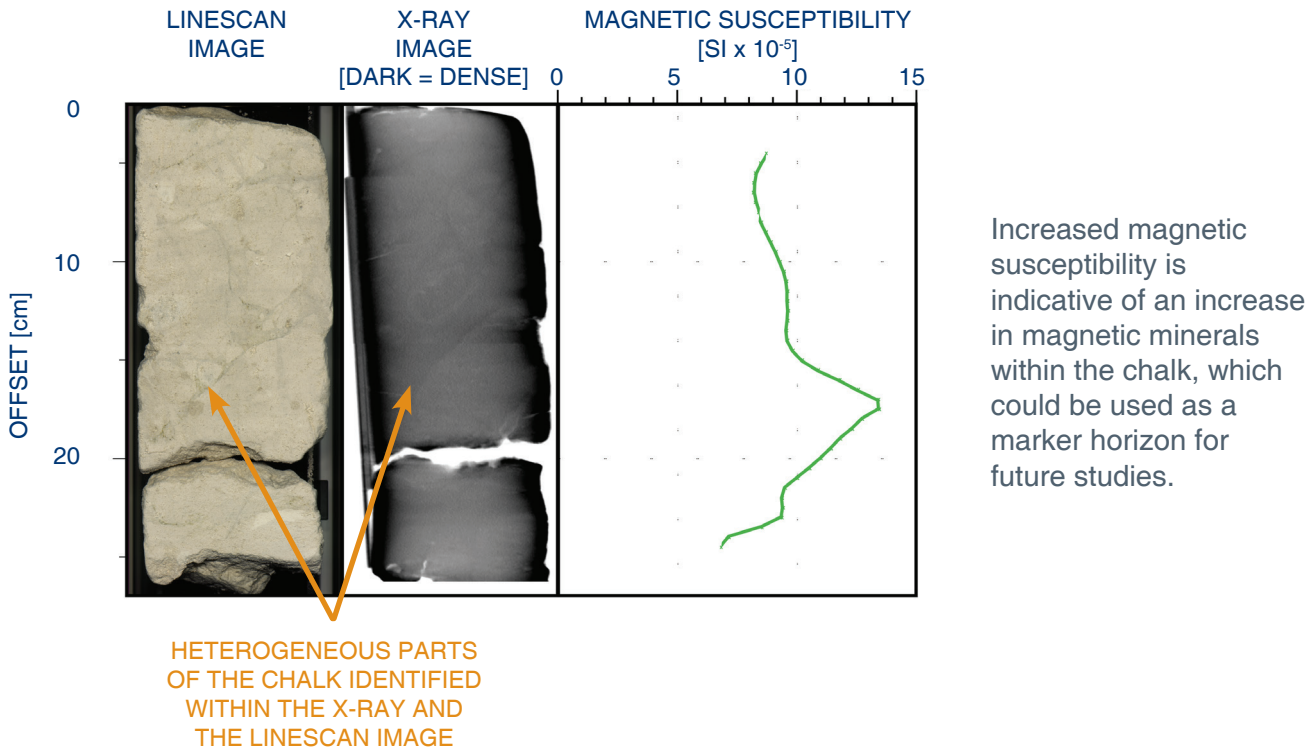 LINESCAN
IMAGE
X-RAY
IMAGE
[DARK = DENSE]
MAGNETIC SUSCEPTIBILITY
[SI x 10⁻⁵]
0 5 10 15
0
10
20
OFFSET [cm]
HETEROGENEOUS PARTS
OF THE CHALK IDENTIFIED
WITHIN THE X-RAY AND
THE LINESCAN IMAGE
Increased magnetic
susceptibility is
indicative of an increase
in magnetic minerals
within the chalk, which
could be used as a
marker horizon for
future studies.